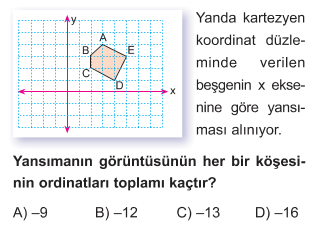 y
A
B
E
C
D
x
Yanda kartezyen
koordinat düzle-
minde verilen
beşgenin x ekse-
nine göre yansı-
ması alınıyor.
Yansımanın görüntüsünün her bir köşesi-
nin ordinatları toplamı kaçtır?
A) –9 B) –12 C) –13 D) –16